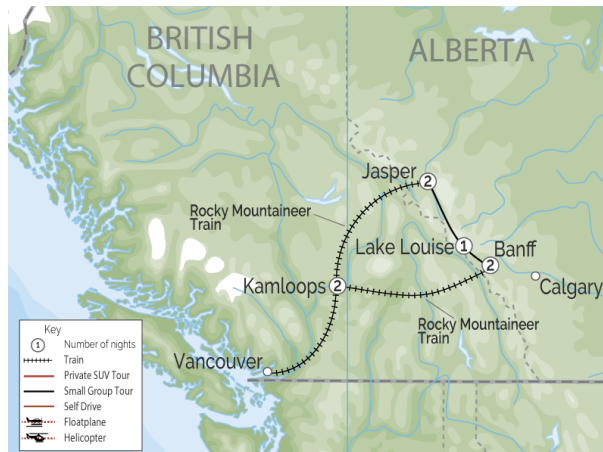 BRITISH
COLUMBIA
ALBERTA
Jasper
2
Rocky Mountaineer
Train
Lake Louise
1
Banff
2
Calgary
Kamloops
2
Rocky Mountaineer
Train
Vancouver
Key
1 Number of nights
Train
Private SUV Tour
Small Group Tour
Self Drive
Floatplane
Helicopter